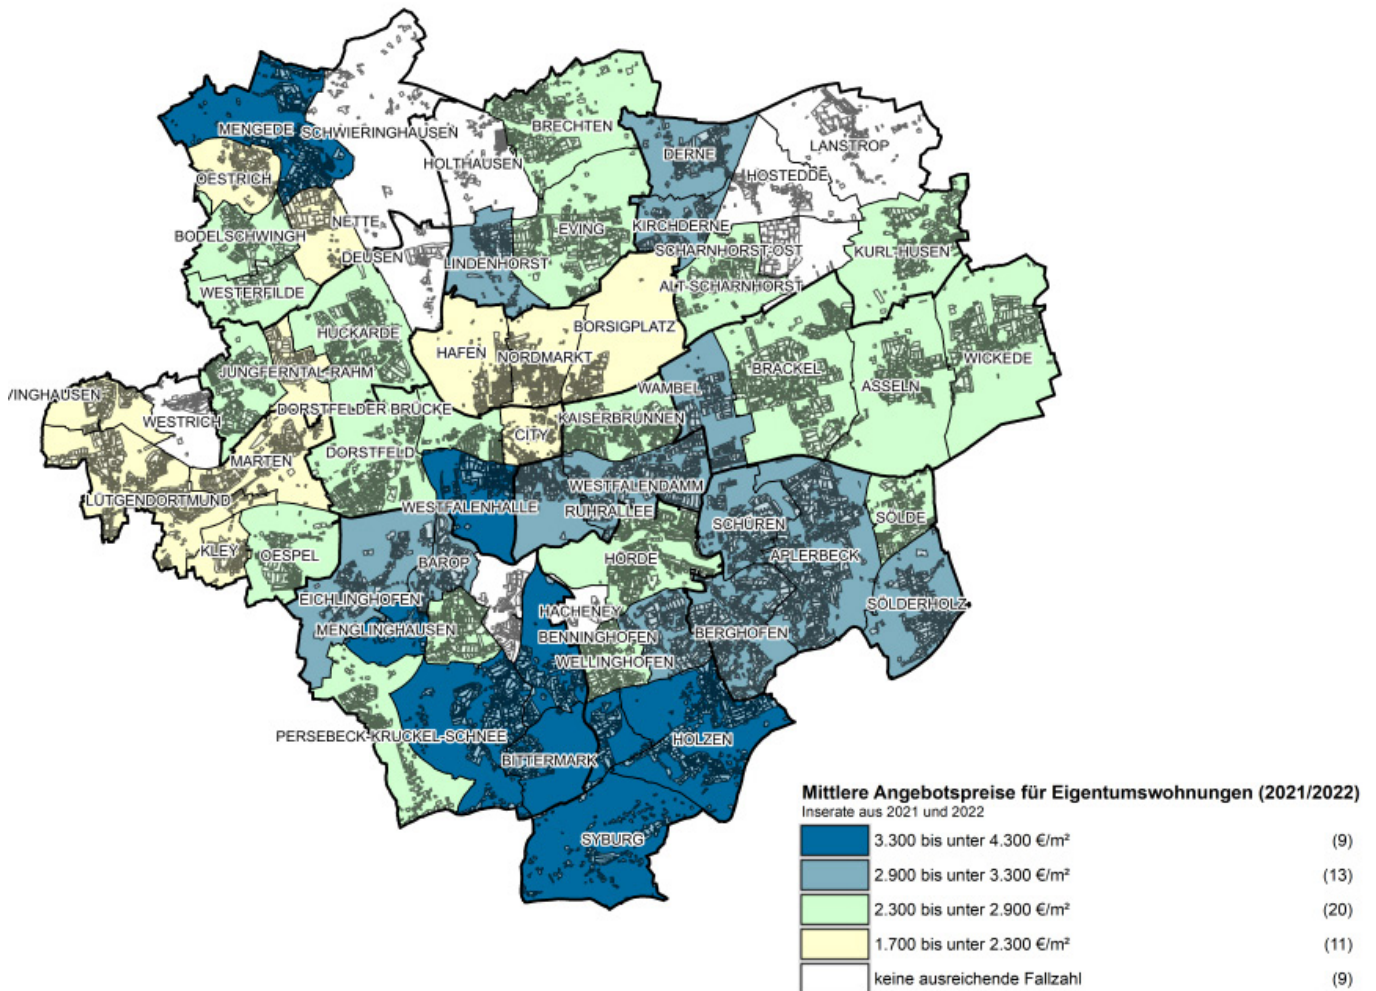 MENGEDE
SCHWIERINGHAUSEN
BRECHTEN
LANSTROP
DERNE
HOLTHAUSEN
HOSTEDDE
OESTRICH
NETTE
EVING
KIRCHDERNE
BODELSCHWINGH
SCHARNHORST-OST
KURL-HUSEN
DEUSEN
LINDENHORST
ALT-SCHARNHORST
WESTERFILDE
BORSIGPLATZ
HUCKARDE
HAFEN
NORDMARKT
WICKEDE
JUNGFERNTAL-RAHM
BRACKEL
ASSELN
WAMBEL
VINGHAUSEN
DORSTFELDER BRÜCKE
KAISERBRUNNEN
WESTRICH
CITY
DORSTFELD
MARTEN
WESTFALENDAMM
LÜTGENDORTMUND
WESTFALENHALLE
RUHRALLEE
SCHÜREN
SÖLDE
KLEY
OESPEL
BAROP
HÖRDE
APLERBECK
EICHLINGHOFEN
HACHENEY
SÖLDERHOLZ
MENGLINGHAUSEN
BENNINGHOFEN
BERGHOFEN
WELLINGHOFEN
PERSEBECK-KRUCKEL-SCHNEE
HOLZEN
BITTERMARK
SYBURG
Mittlere Angebotspreise für Eigentumswohnungen (2021/2022)
Inserate aus 2021 und 2022
3.300 bis unter 4.300 €/m² (9)
2.900 bis unter 3.300 €/m² (13)
2.300 bis unter 2.900 €/m² (20)
1.700 bis unter 2.300 €/m² (11)
keine ausreichende Fallzahl (9)